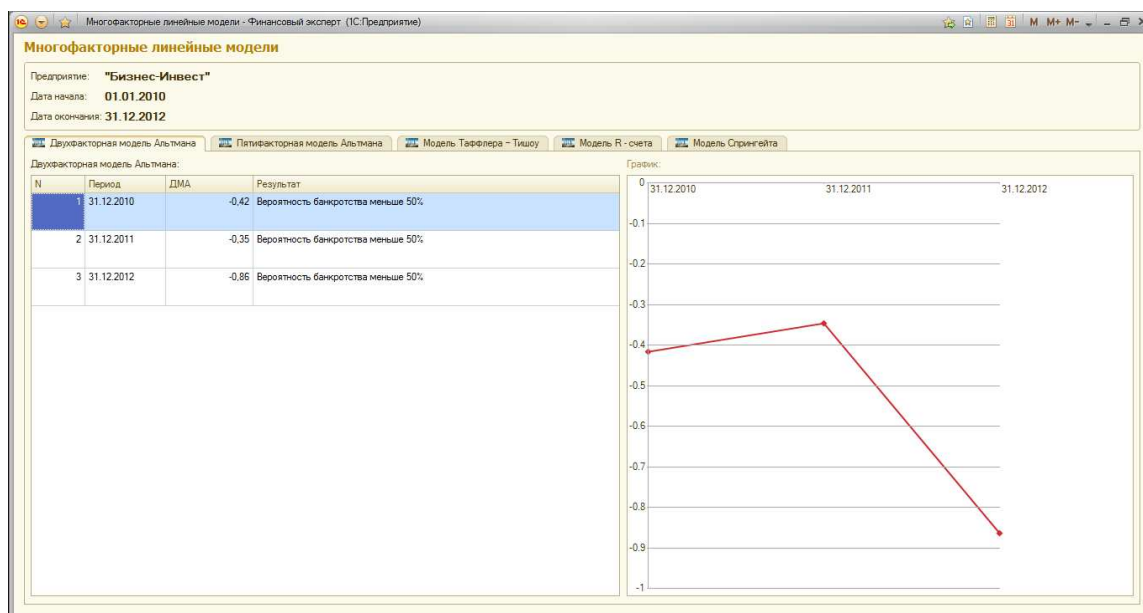 Многофакторные линейные модели - Финансовый эксперт (1С:Предприятие)
M M+ M-
Многофакторные линейные модели
Предприятие: "Бизнес-Инвест"
Дата начала: 01.01.2010
Дата окончания: 31.12.2012
Двухфакторная модель Альтмана
Пятифакторная модель Альтмана
Модель Таффлера - Тишоу
Модель R - счета
Модель Спрингейта
Двухфакторная модель Альтмана:
N Период ДМА Результат
1 31.12.2010 -0,42 Вероятность банкротства меньше 50%
2 31.12.2011 -0,35 Вероятность банкротства меньше 50%
3 31.12.2012 -0,86 Вероятность банкротства меньше 50%
График:
0 31.12.2010 31.12.2011 31.12.2012
-0.1
-0.2
-0.3
-0.4
-0.5
-0.6
-0.7
-0.8
-0.9
-1